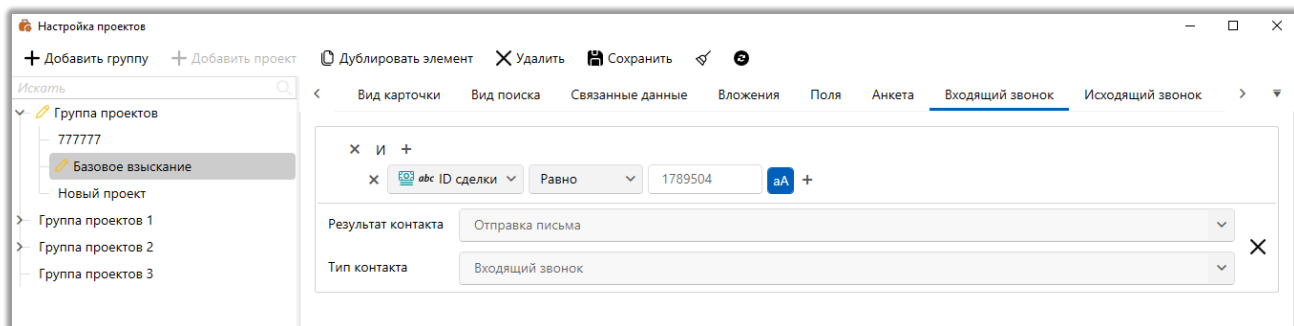 Настройка проектов
Добавить группу Добавить проект Дублировать элемент Удалить Сохранить
Искать
Вид карточки Вид поиска Связанные данные Вложения Поля Анкета Входящий звонок Исходящий звонок
Группа проектов
777777
Базовое взыскание
Новый проект
Группа проектов 1
Группа проектов 2
Группа проектов 3
И
abc ID сделки Равно 1789504 aA
Результат контакта Отправка письма
Тип контакта Входящий звонок